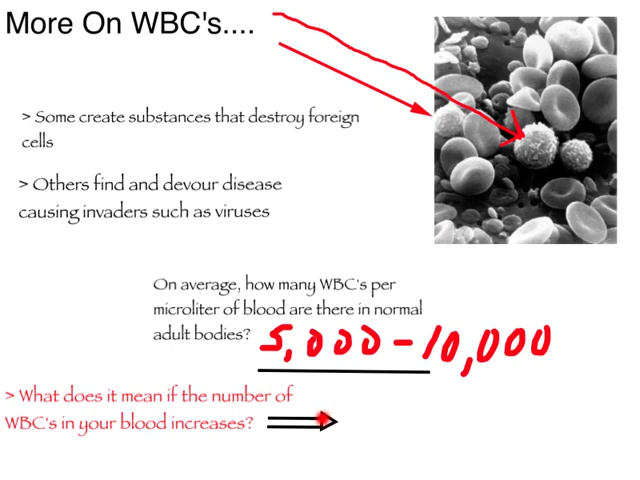 More On WBC's....
> Some create substances that destroy foreign
cells
> Others find and devour disease
causing invaders such as viruses
On average, how many WBC's per
microliter of blood are there in normal
adult bodies? 5,000-10,000
> What does it mean if the number of
WBC's in your blood increases?